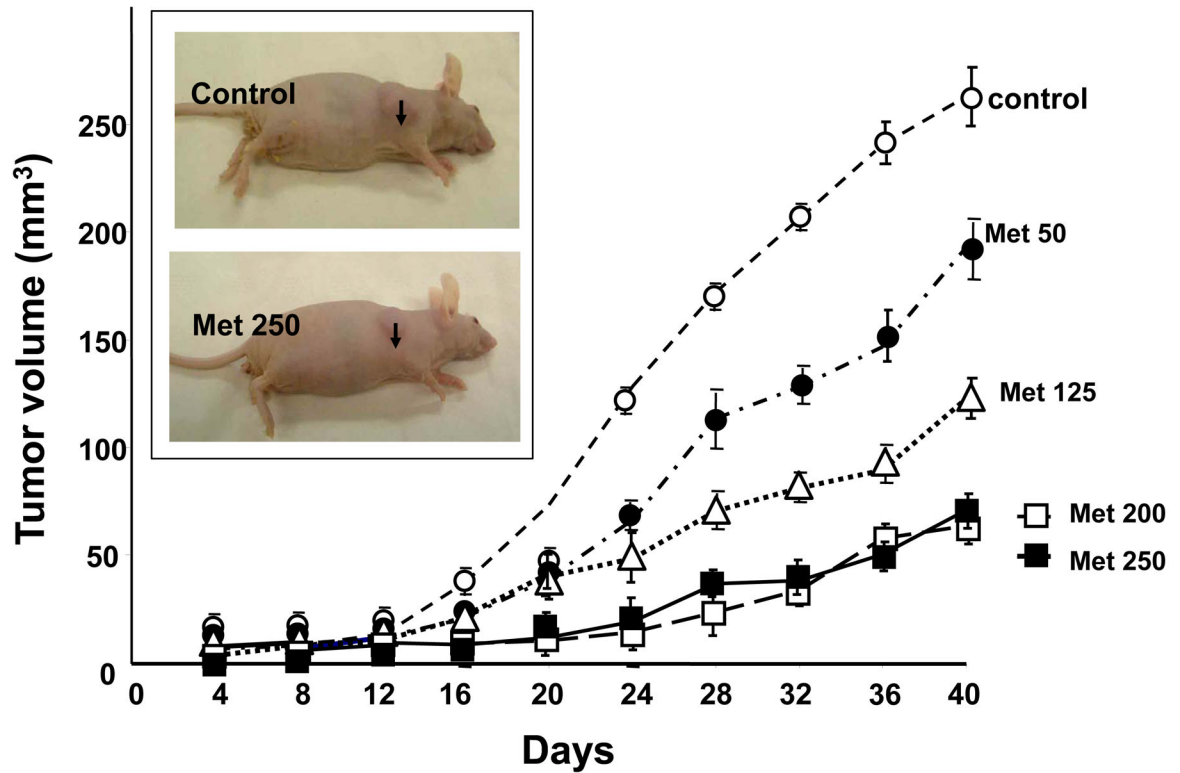 Tumor volume (mm³)
250
200
150
100
50
0
Control
Met 250
control
Met 50
Met 125
Met 200
Met 250
0 4 8 12 16 20 24 28 32 36 40
Days